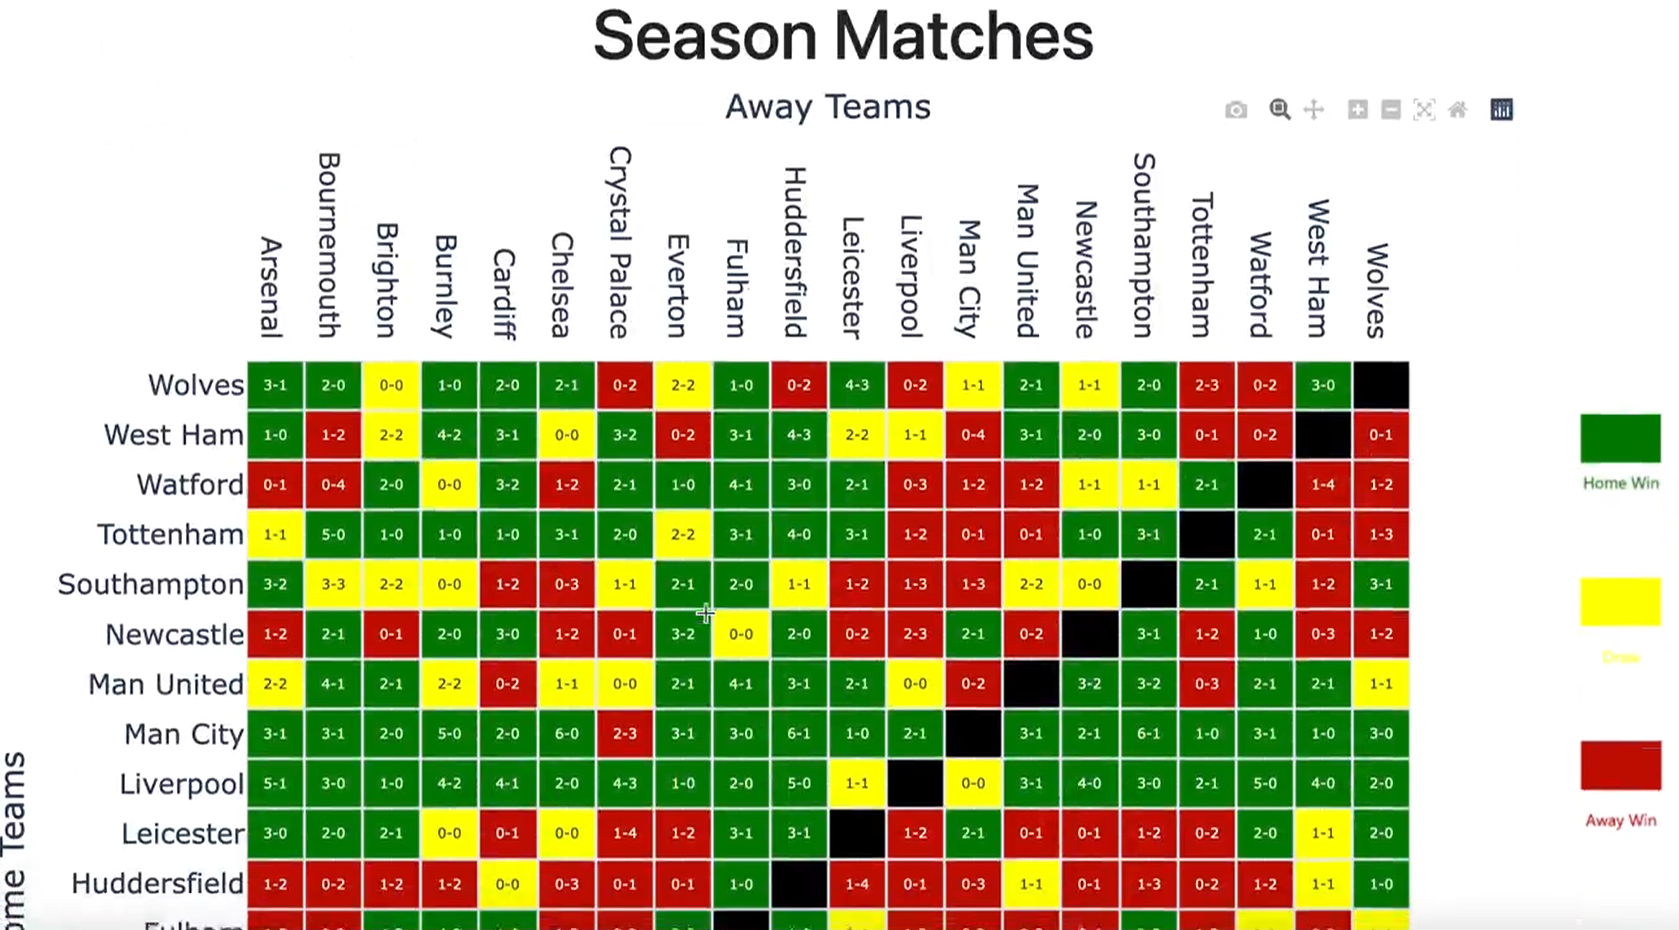 Season Matches
Away Teams
Arsenal Bournemouth Brighton Burnley Cardiff Chelsea Crystal Palace Everton Fulham Huddersfield Leicester Liverpool Man City Man United Newcastle Southampton Tottenham Watford West Ham Wolves
Wolves 3-1 2-0 0-0 1-0 2-0 2-1 0-2 2-2 1-0 0-2 4-3 0-2 1-1 2-1 1-1 2-0 2-3 0-2 3-0
West Ham 1-0 1-2 2-2 4-2 3-1 0-0 3-2 0-2 3-1 4-3 2-2 1-1 0-4 3-1 2-0 3-0 0-1 0-2 0-1
Home Win
Watford 0-1 0-4 2-0 0-0 3-2 1-2 2-1 1-0 4-1 3-0 2-1 0-3 1-2 1-2 1-1 1-1 2-1 1-4 1-2
Tottenham 1-1 5-0 1-0 1-0 1-0 3-1 2-0 2-2 3-1 4-0 3-1 1-2 0-1 0-1 1-0 3-1 2-1 0-1 1-3
Southampton 3-2 3-3 2-2 0-0 1-2 0-3 1-1 2-1 2-0 1-1 1-2 1-3 1-3 2-2 0-0 2-1 1-1 1-2 3-1
Newcastle 1-2 2-1 0-1 2-0 3-0 1-2 0-1 3-2 0-0 2-0 0-2 2-3 2-1 0-2 3-1 1-2 1-0 0-3 1-2
Draw
Man United 2-2 4-1 2-1 2-2 0-2 1-1 0-0 2-1 4-1 3-1 2-1 0-0 0-2 3-2 3-2 0-3 2-1 2-1 1-1
Man City 3-1 3-1 2-0 5-0 2-0 6-0 2-3 3-1 3-0 6-1 1-0 2-1 3-1 2-1 6-1 1-0 3-1 1-0 3-0
Liverpool 5-1 3-0 1-0 4-2 4-1 2-0 4-3 1-0 2-0 5-0 1-1 0-0 3-1 4-0 3-0 2-1 5-0 4-0 2-0
Away Win
Leicester 3-0 2-0 2-1 0-0 0-1 0-0 1-4 1-2 3-1 3-1 1-2 2-1 0-1 0-1 1-2 0-2 2-0 1-1 2-0
Huddersfield 1-2 0-2 1-2 1-2 0-0 0-3 0-1 0-1 1-0 1-4 0-1 0-3 1-1 0-1 1-3 0-2 1-2 1-1 1-0
Teams